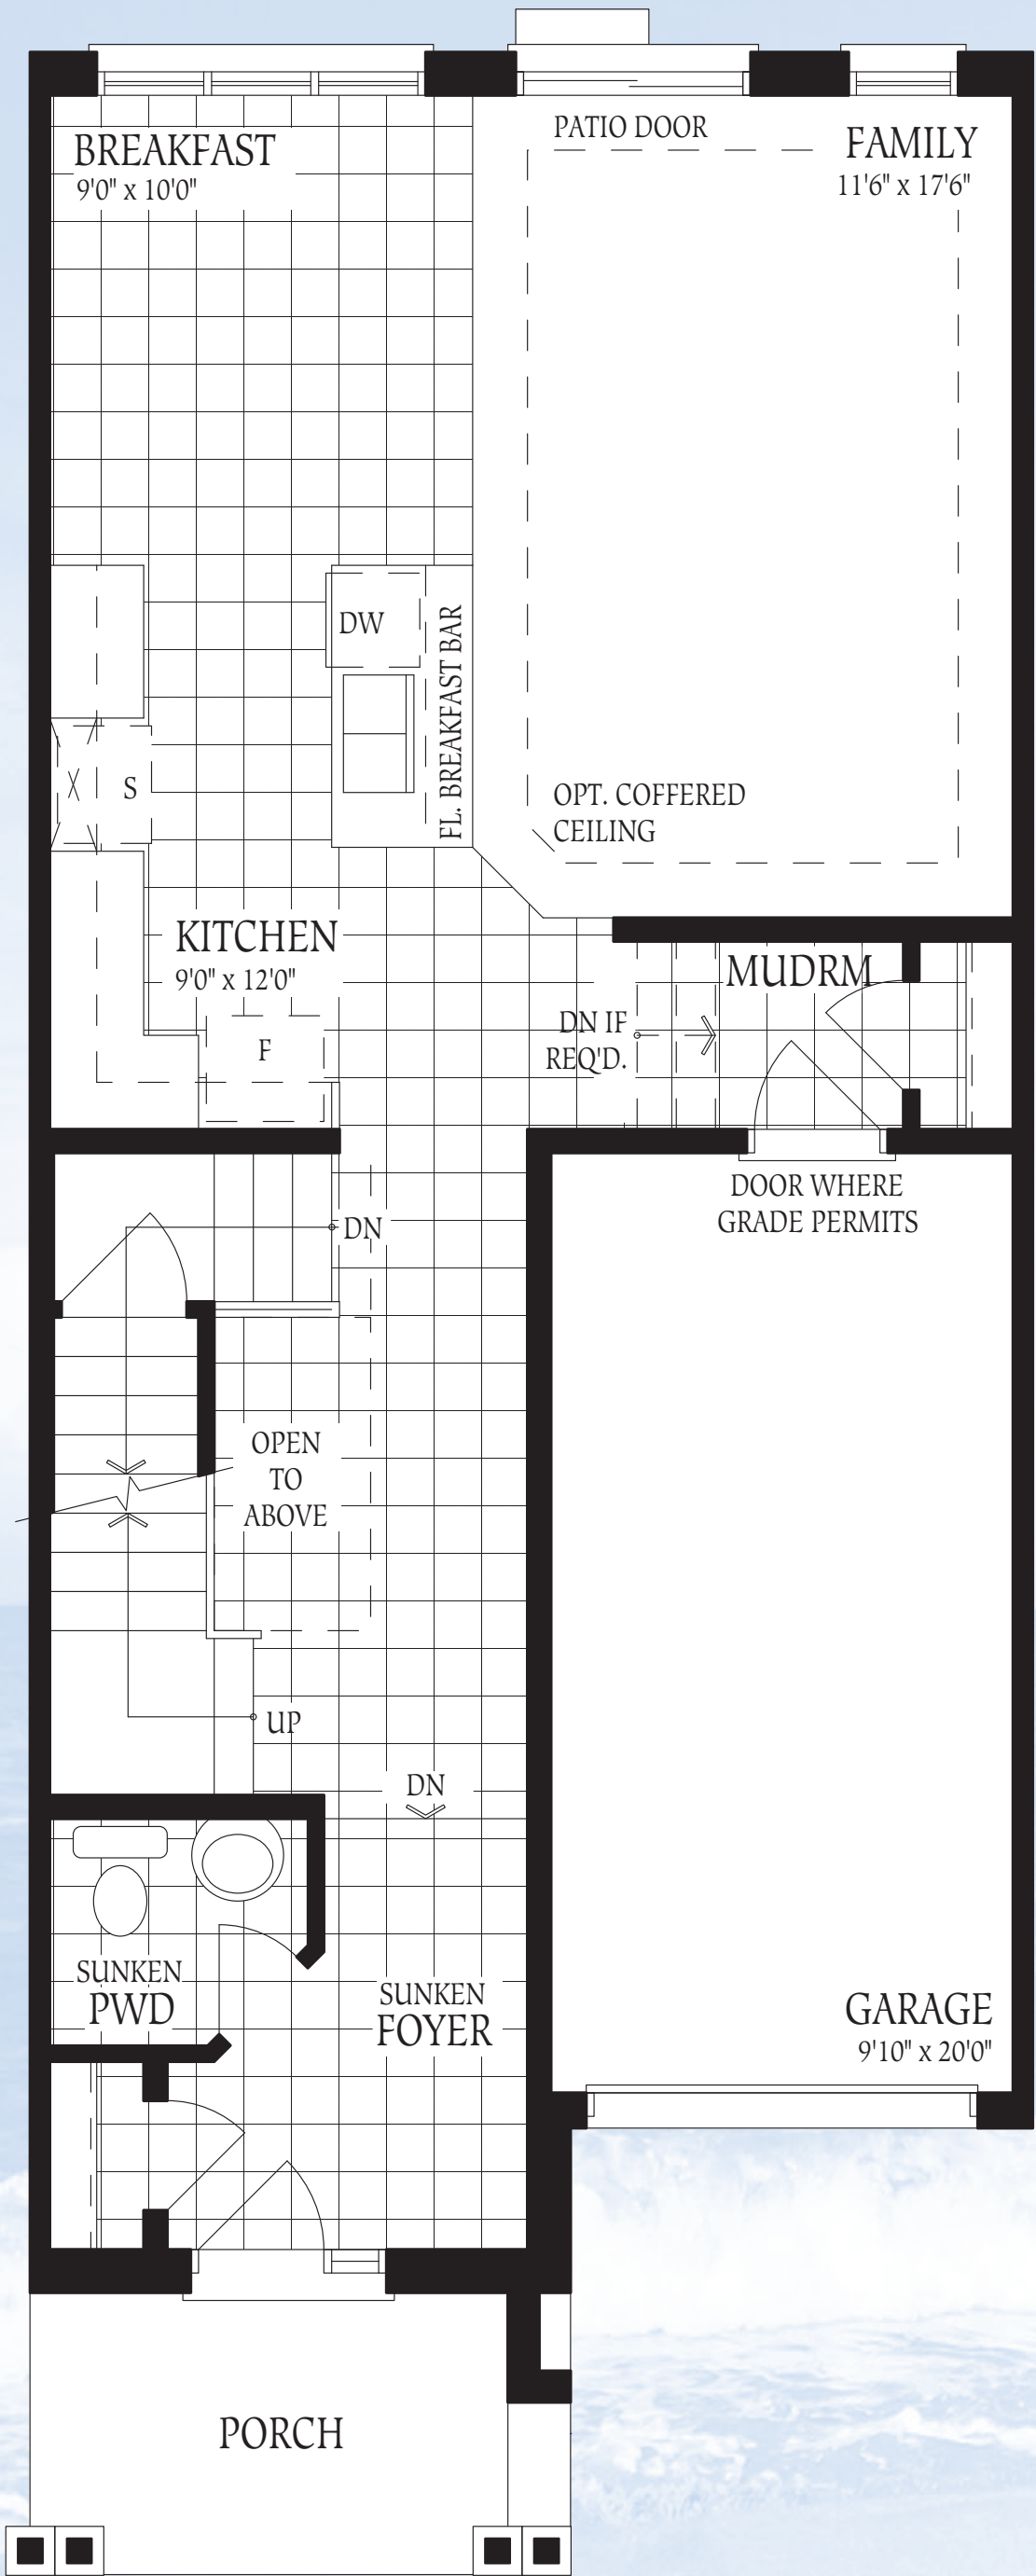 BREAKFAST
9'0" x 10'0"
PATIO DOOR
FAMILY
11'6" x 17'6"
DW
FL. BREAKFAST BAR
S
OPT. COFFERED
CEILING
KITCHEN
9'0" x 12'0"
F
MUDRM
DN IF
REQ'D.
DOOR WHERE
GRADE PERMITS
DN
OPEN
TO
ABOVE
UP
DN
SUNKEN
PWD
SUNKEN
FOYER
GARAGE
9'10" x 20'0"
PORCH